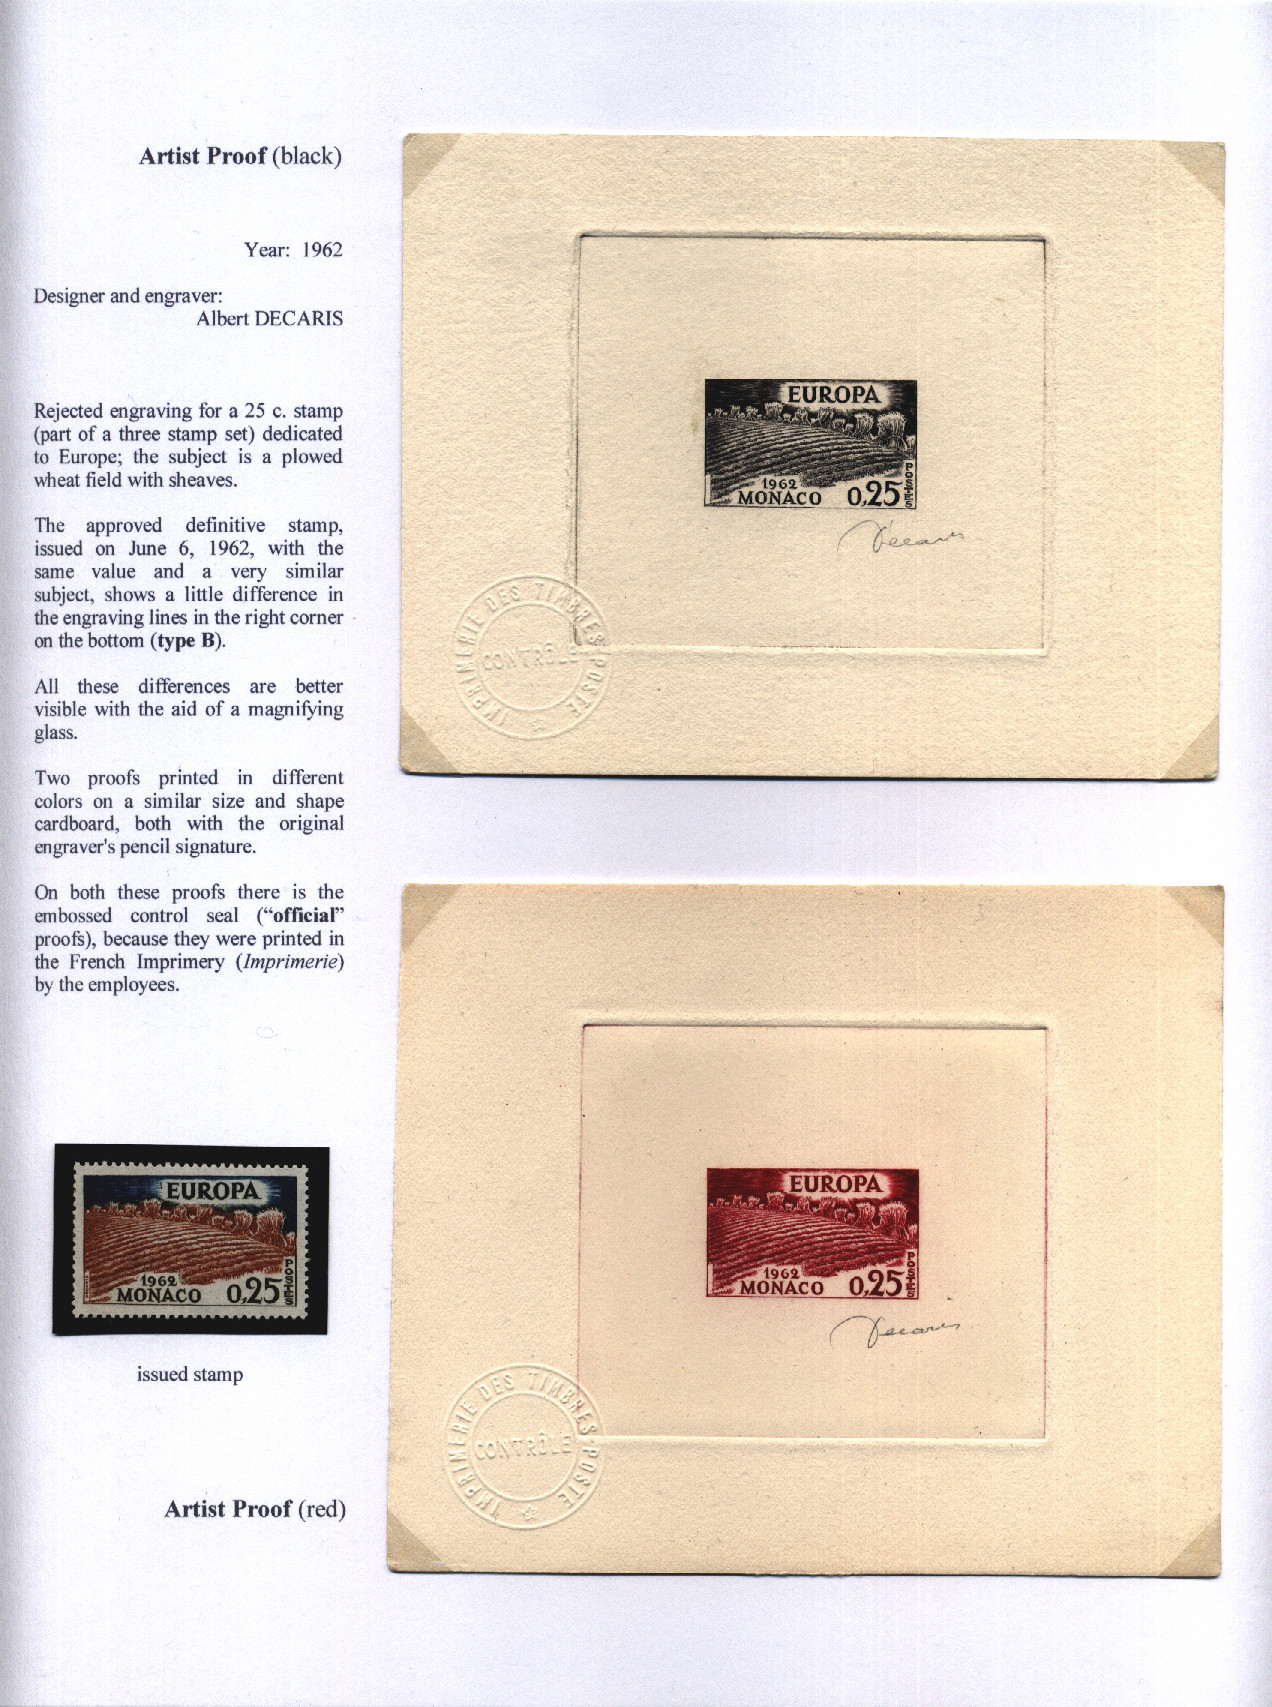 Artist Proof (black)
Year: 1962
Designer and engraver:
Albert DECARIS
Rejected engraving for a 25 c. stamp
(part of a three stamp set) dedicated
to Europe; the subject is a plowed
wheat field with sheaves.
The approved definitive stamp,
issued on June 6, 1962, with the
same value and a very similar
subject, shows a little difference in
the engraving lines in the right corner
on the bottom (type B).
All these differences are better
visible with the aid of a magnifying
glass.
Two proofs printed in different
colors on a similar size and shape
cardboard, both with the original
engraver's pencil signature.
On both these proofs there is the
embossed control seal (“official”
proofs), because they were printed in
the French Imprimery (Imprimerie)
by the employees.
EUROPA
1962
MONACO 0,25
POSTES
issued stamp
Artist Proof (red)
EUROPA
1962
MONACO 0,25
POSTES
Decaris
IMPRIMERIE DES TIMBRES-POSTE
CONTRÔLE
EUROPA
1962
MONACO 0,25
POSTES
Decaris
IMPRIMERIE DES TIMBRES-POSTE
CONTRÔLE